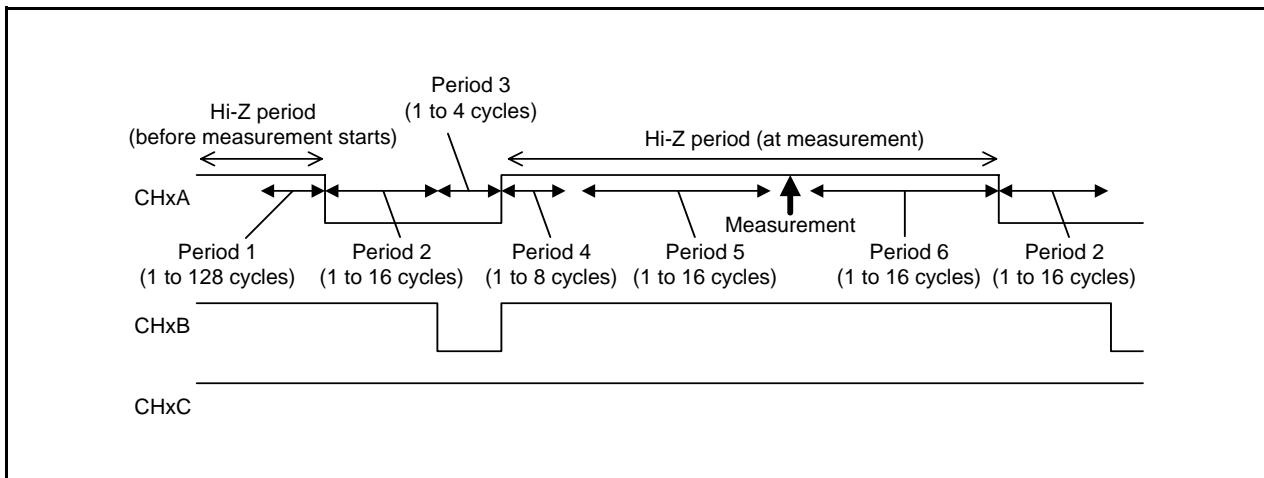 Period 3
(1 to 4 cycles)
Hi-Z period
(before measurement starts)
Hi-Z period (at measurement)
CHxA
Measurement
Period 1
(1 to 128 cycles)
Period 2
(1 to 16 cycles)
Period 4
(1 to 8 cycles)
Period 5
(1 to 16 cycles)
Period 6
(1 to 16 cycles)
Period 2
(1 to 16 cycles)
CHxB
CHxC